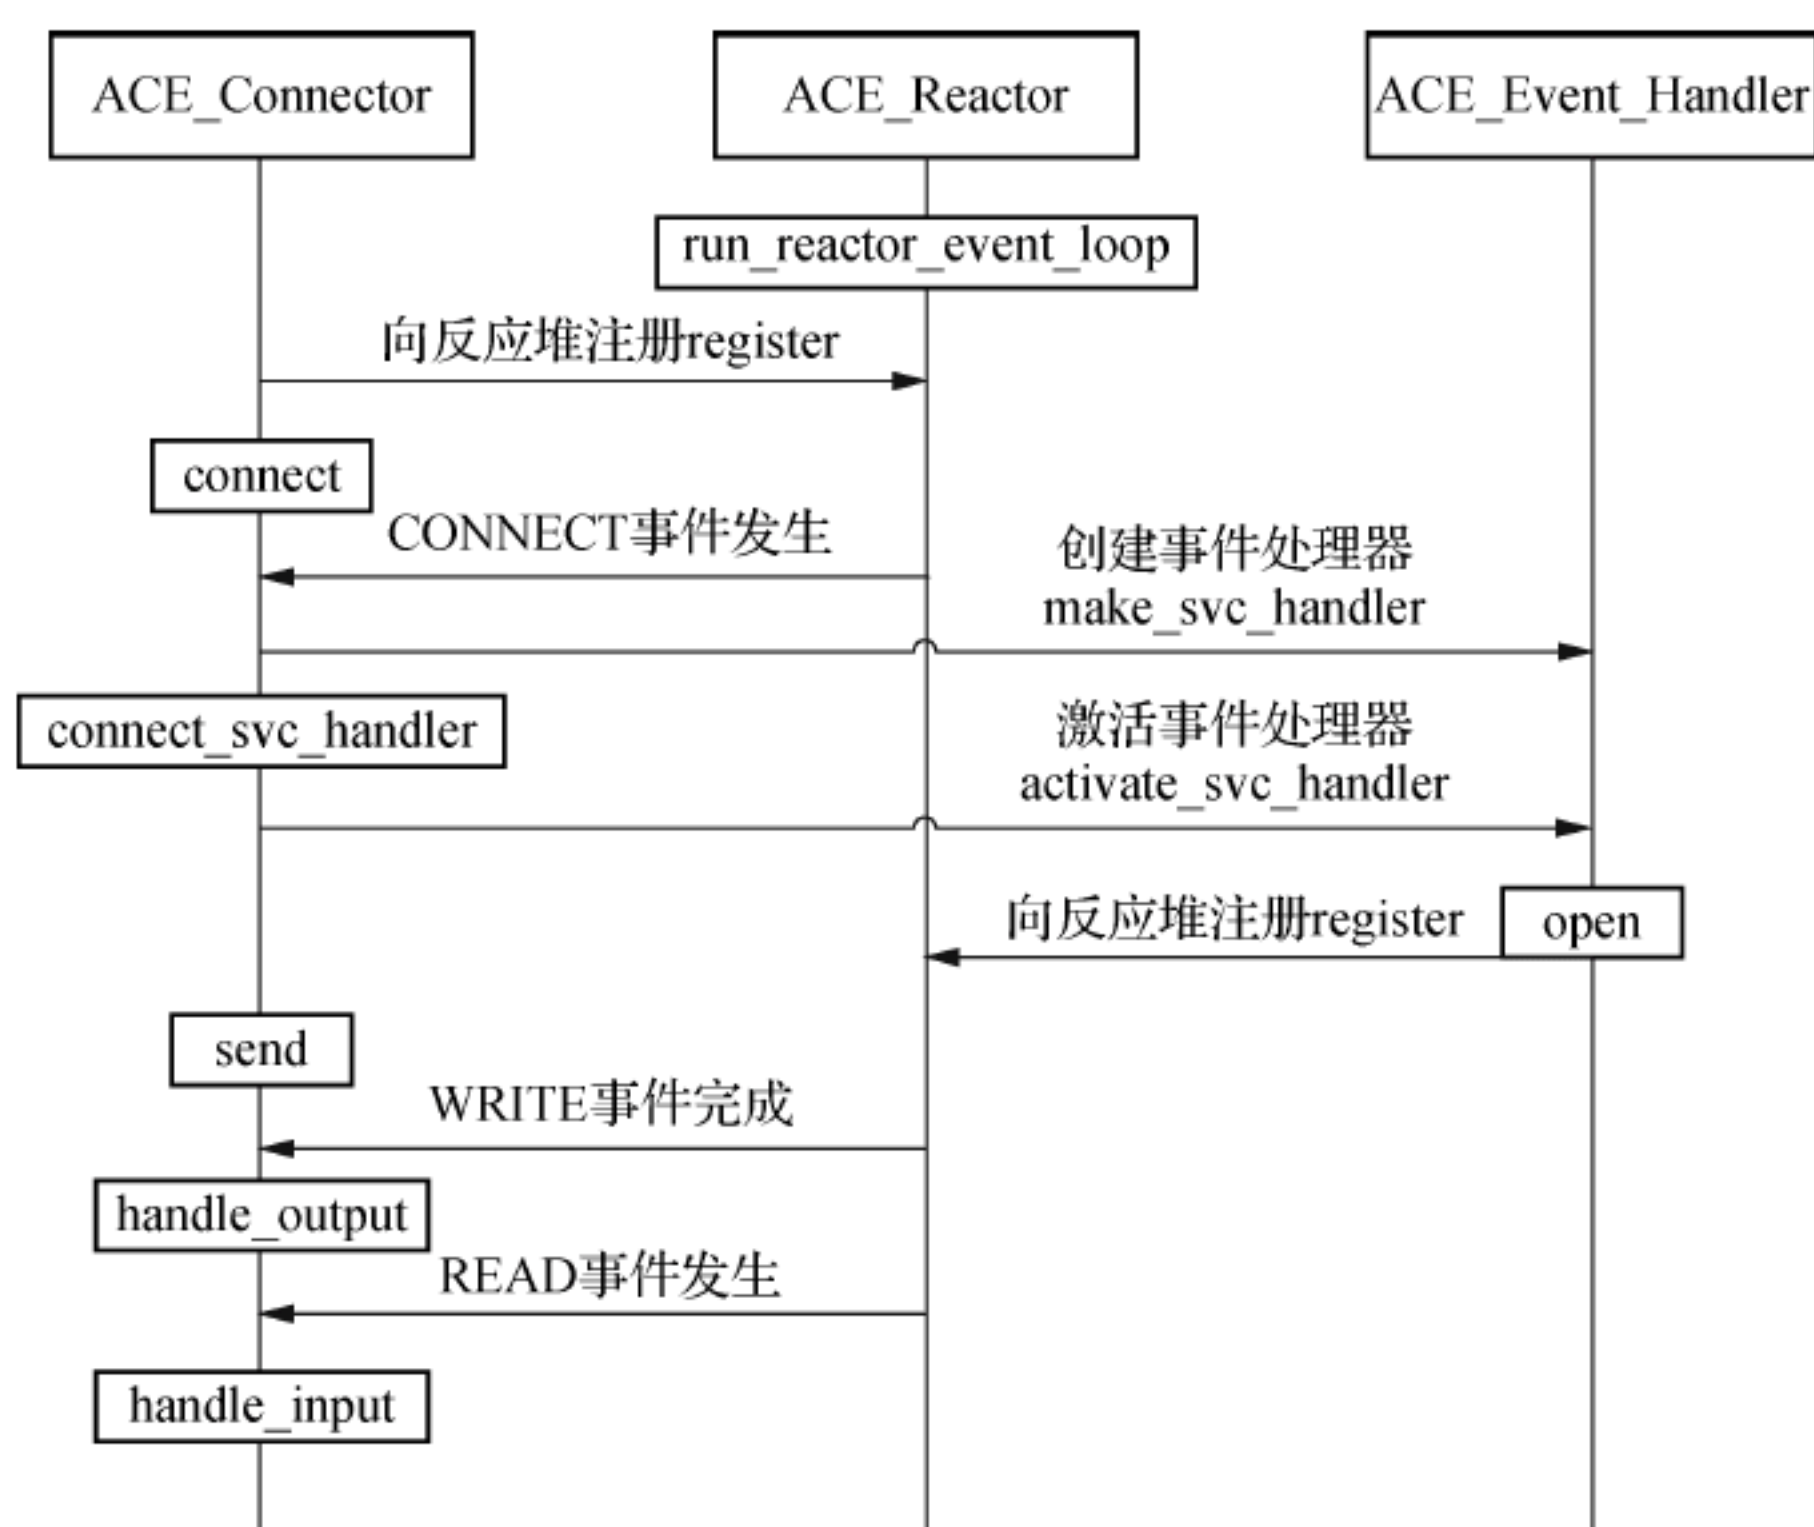 ACE_Connector
ACE_Reactor
ACE_Event_Handler
run_reactor_event_loop
向反应堆注册register
connect
CONNECT事件发生
创建事件处理器
make_svc_handler
connect_svc_handler
激活事件处理器
activate_svc_handler
向反应堆注册register
open
send
WRITE事件完成
handle_output
READ事件发生
handle_input